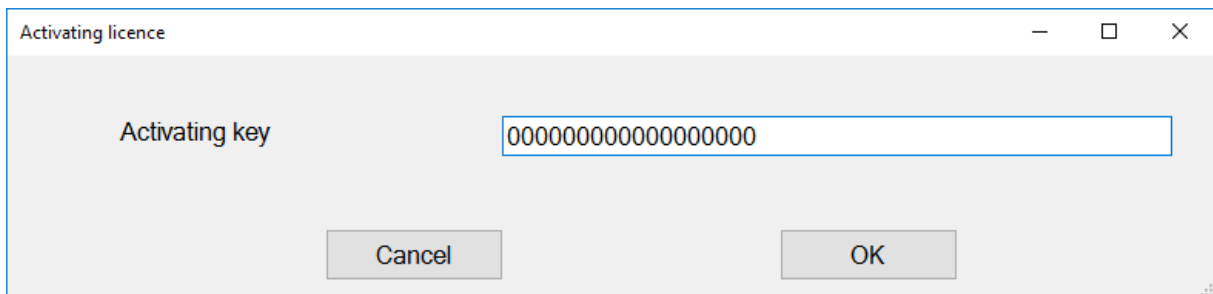 Activating licence
Activating key
000000000000000000
Cancel
OK